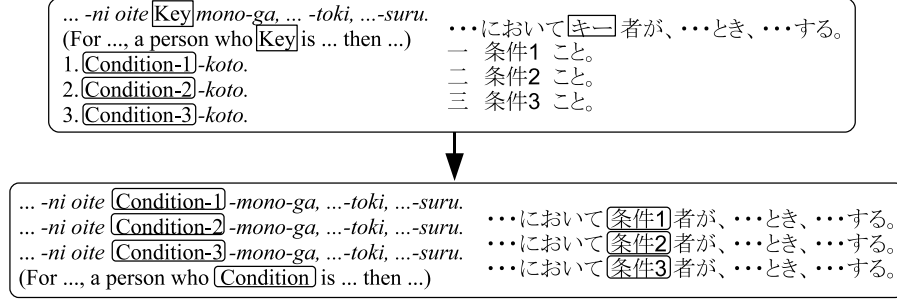 ... -ni oite Key mono-ga, ... -toki, ...-suru.
(For ..., a person who Key is ... then ...)
1. Condition-1 -koto.
2. Condition-2 -koto.
3. Condition-3 -koto.
・・・において キー 者が、・・・とき、・・・する。
一 条件1 こと。
二 条件2 こと。
三 条件3 こと。
... -ni oite Condition-1 -mono-ga, ...-toki, ...-suru.
... -ni oite Condition-2 -mono-ga, ...-toki, ...-suru.
... -ni oite Condition-3 -mono-ga, ...-toki, ...-suru.
(For ..., a person who Condition is ... then ...)
・・・において 条件1 者が、・・・とき、・・・する。
・・・において 条件2 者が、・・・とき、・・・する。
・・・において 条件3 者が、・・・とき、・・・する。